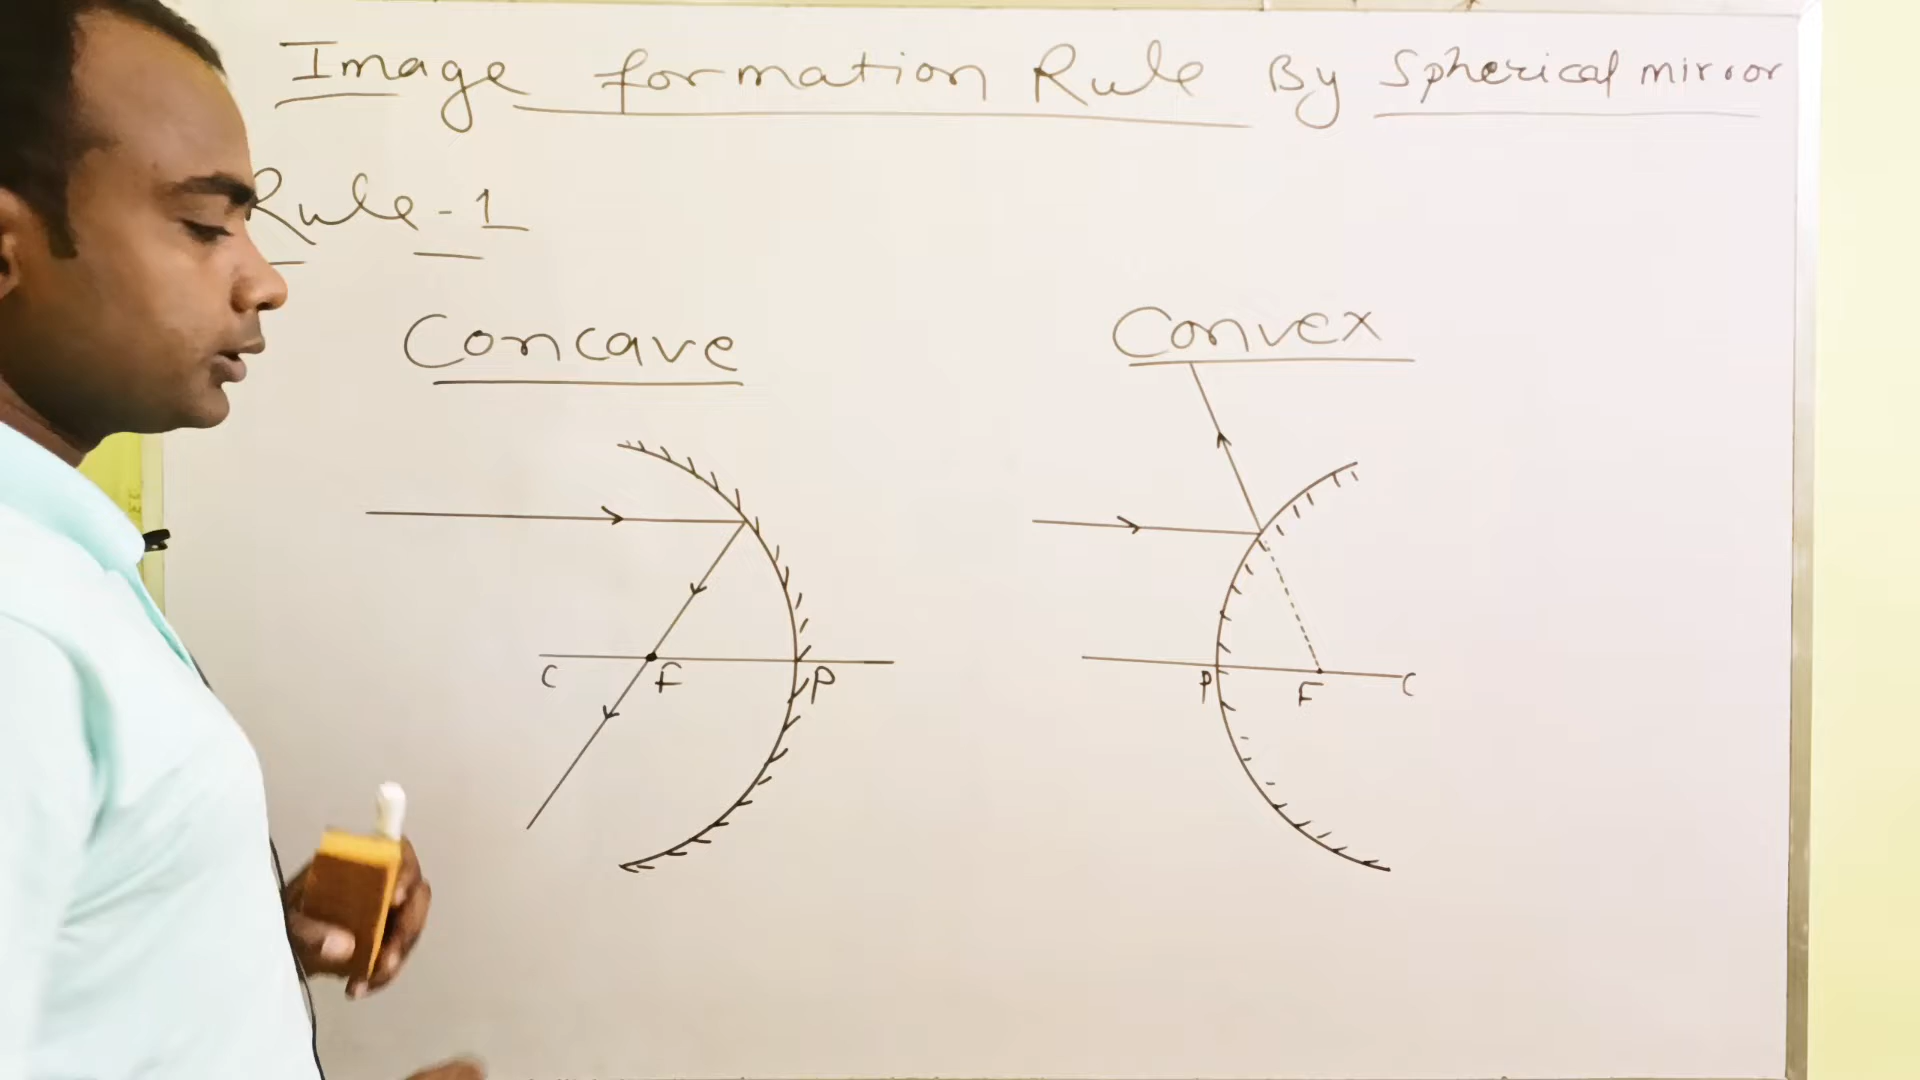 Image formation Rule By Spherical mirror
Rule-1
Concave
Convex
C F P
P F C